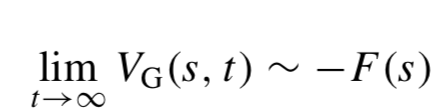 lim V_G(s, t) ∼ −F(s)
t→∞